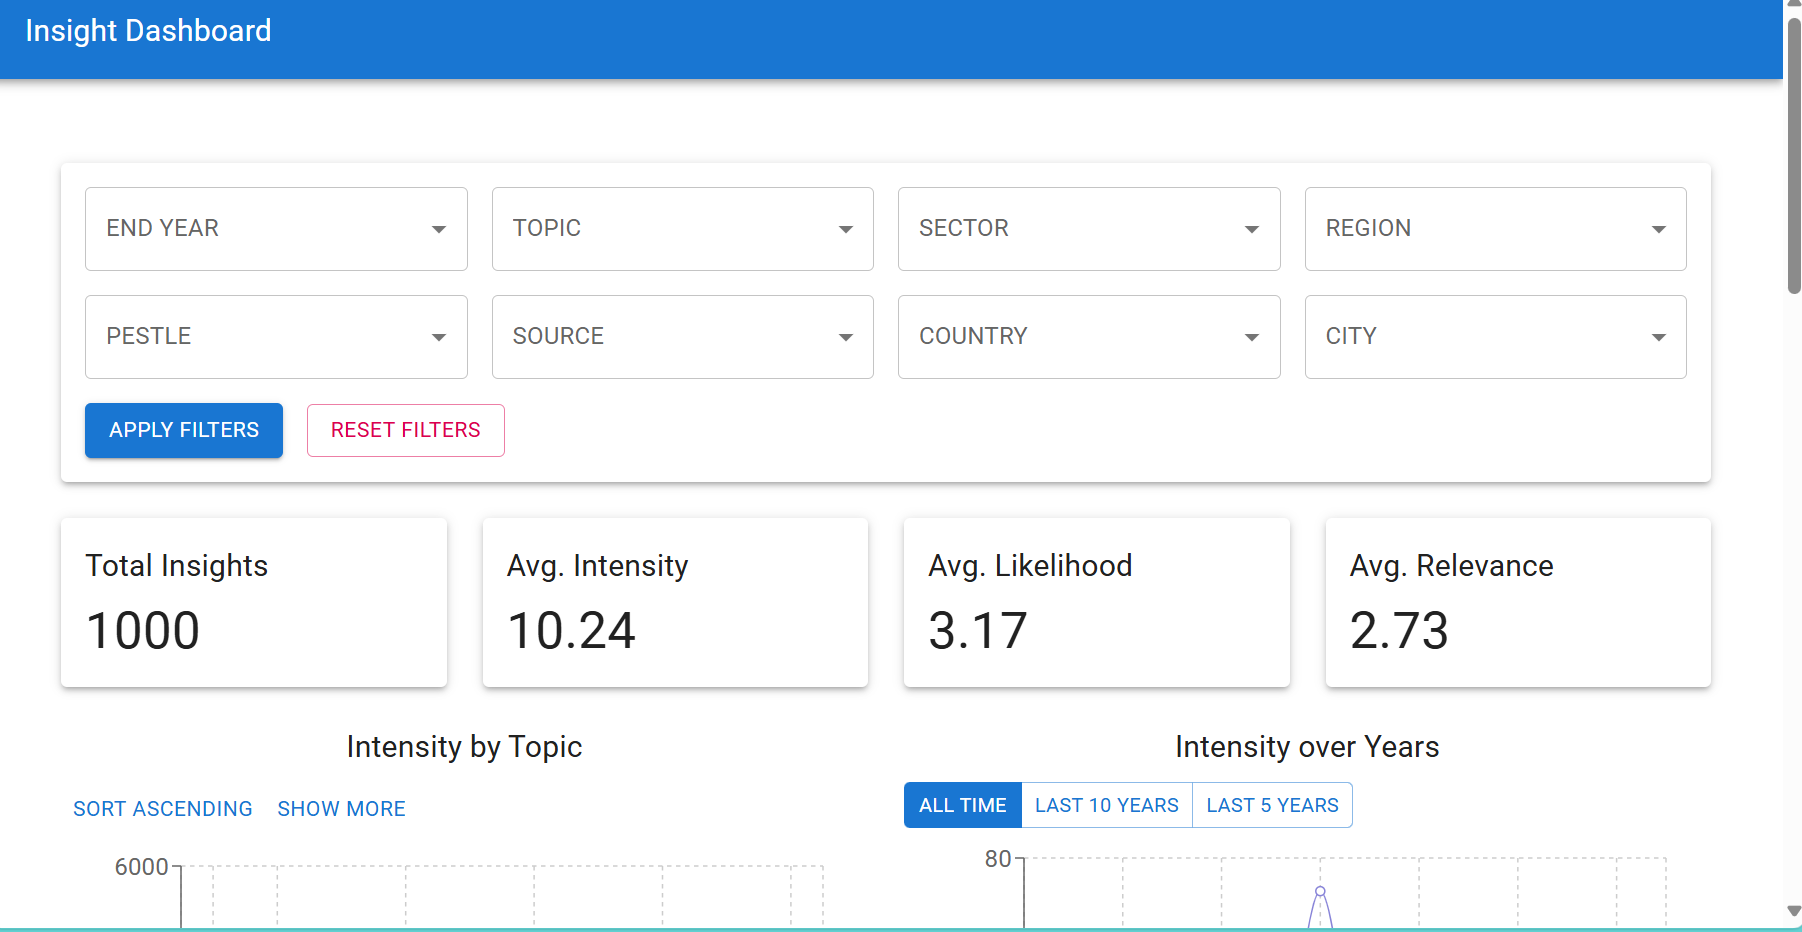 Insight Dashboard
END YEAR
TOPIC
SECTOR
REGION
PESTLE
SOURCE
COUNTRY
CITY
APPLY FILTERS
RESET FILTERS
Total Insights
1000
Avg. Intensity
10.24
Avg. Likelihood
3.17
Avg. Relevance
2.73
Intensity by Topic
SORT ASCENDING
SHOW MORE
6000
Intensity over Years
ALL TIME
LAST 10 YEARS
LAST 5 YEARS
80